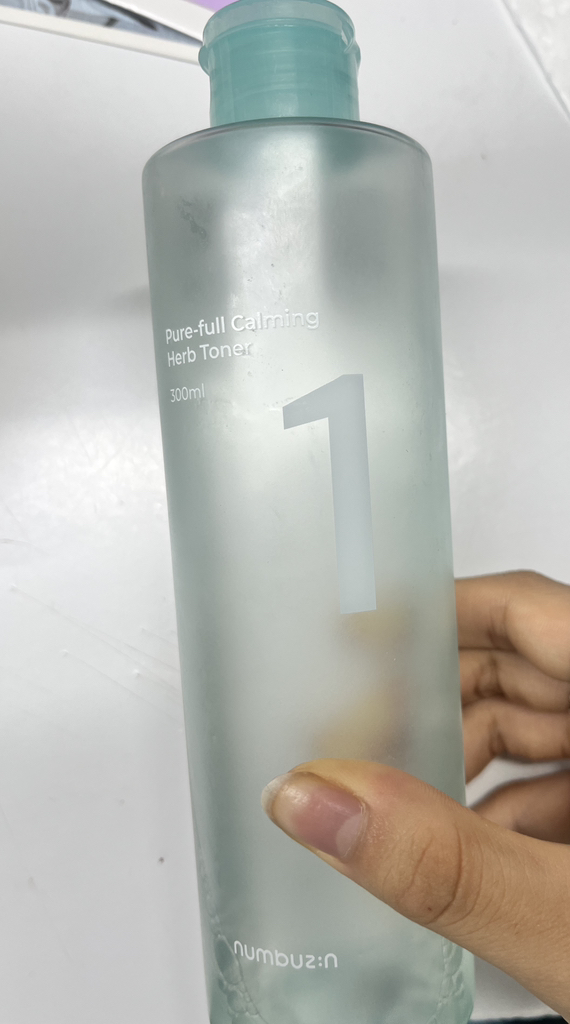 Pure-full Calming
Herb Toner
300ml
1
numbuz:n